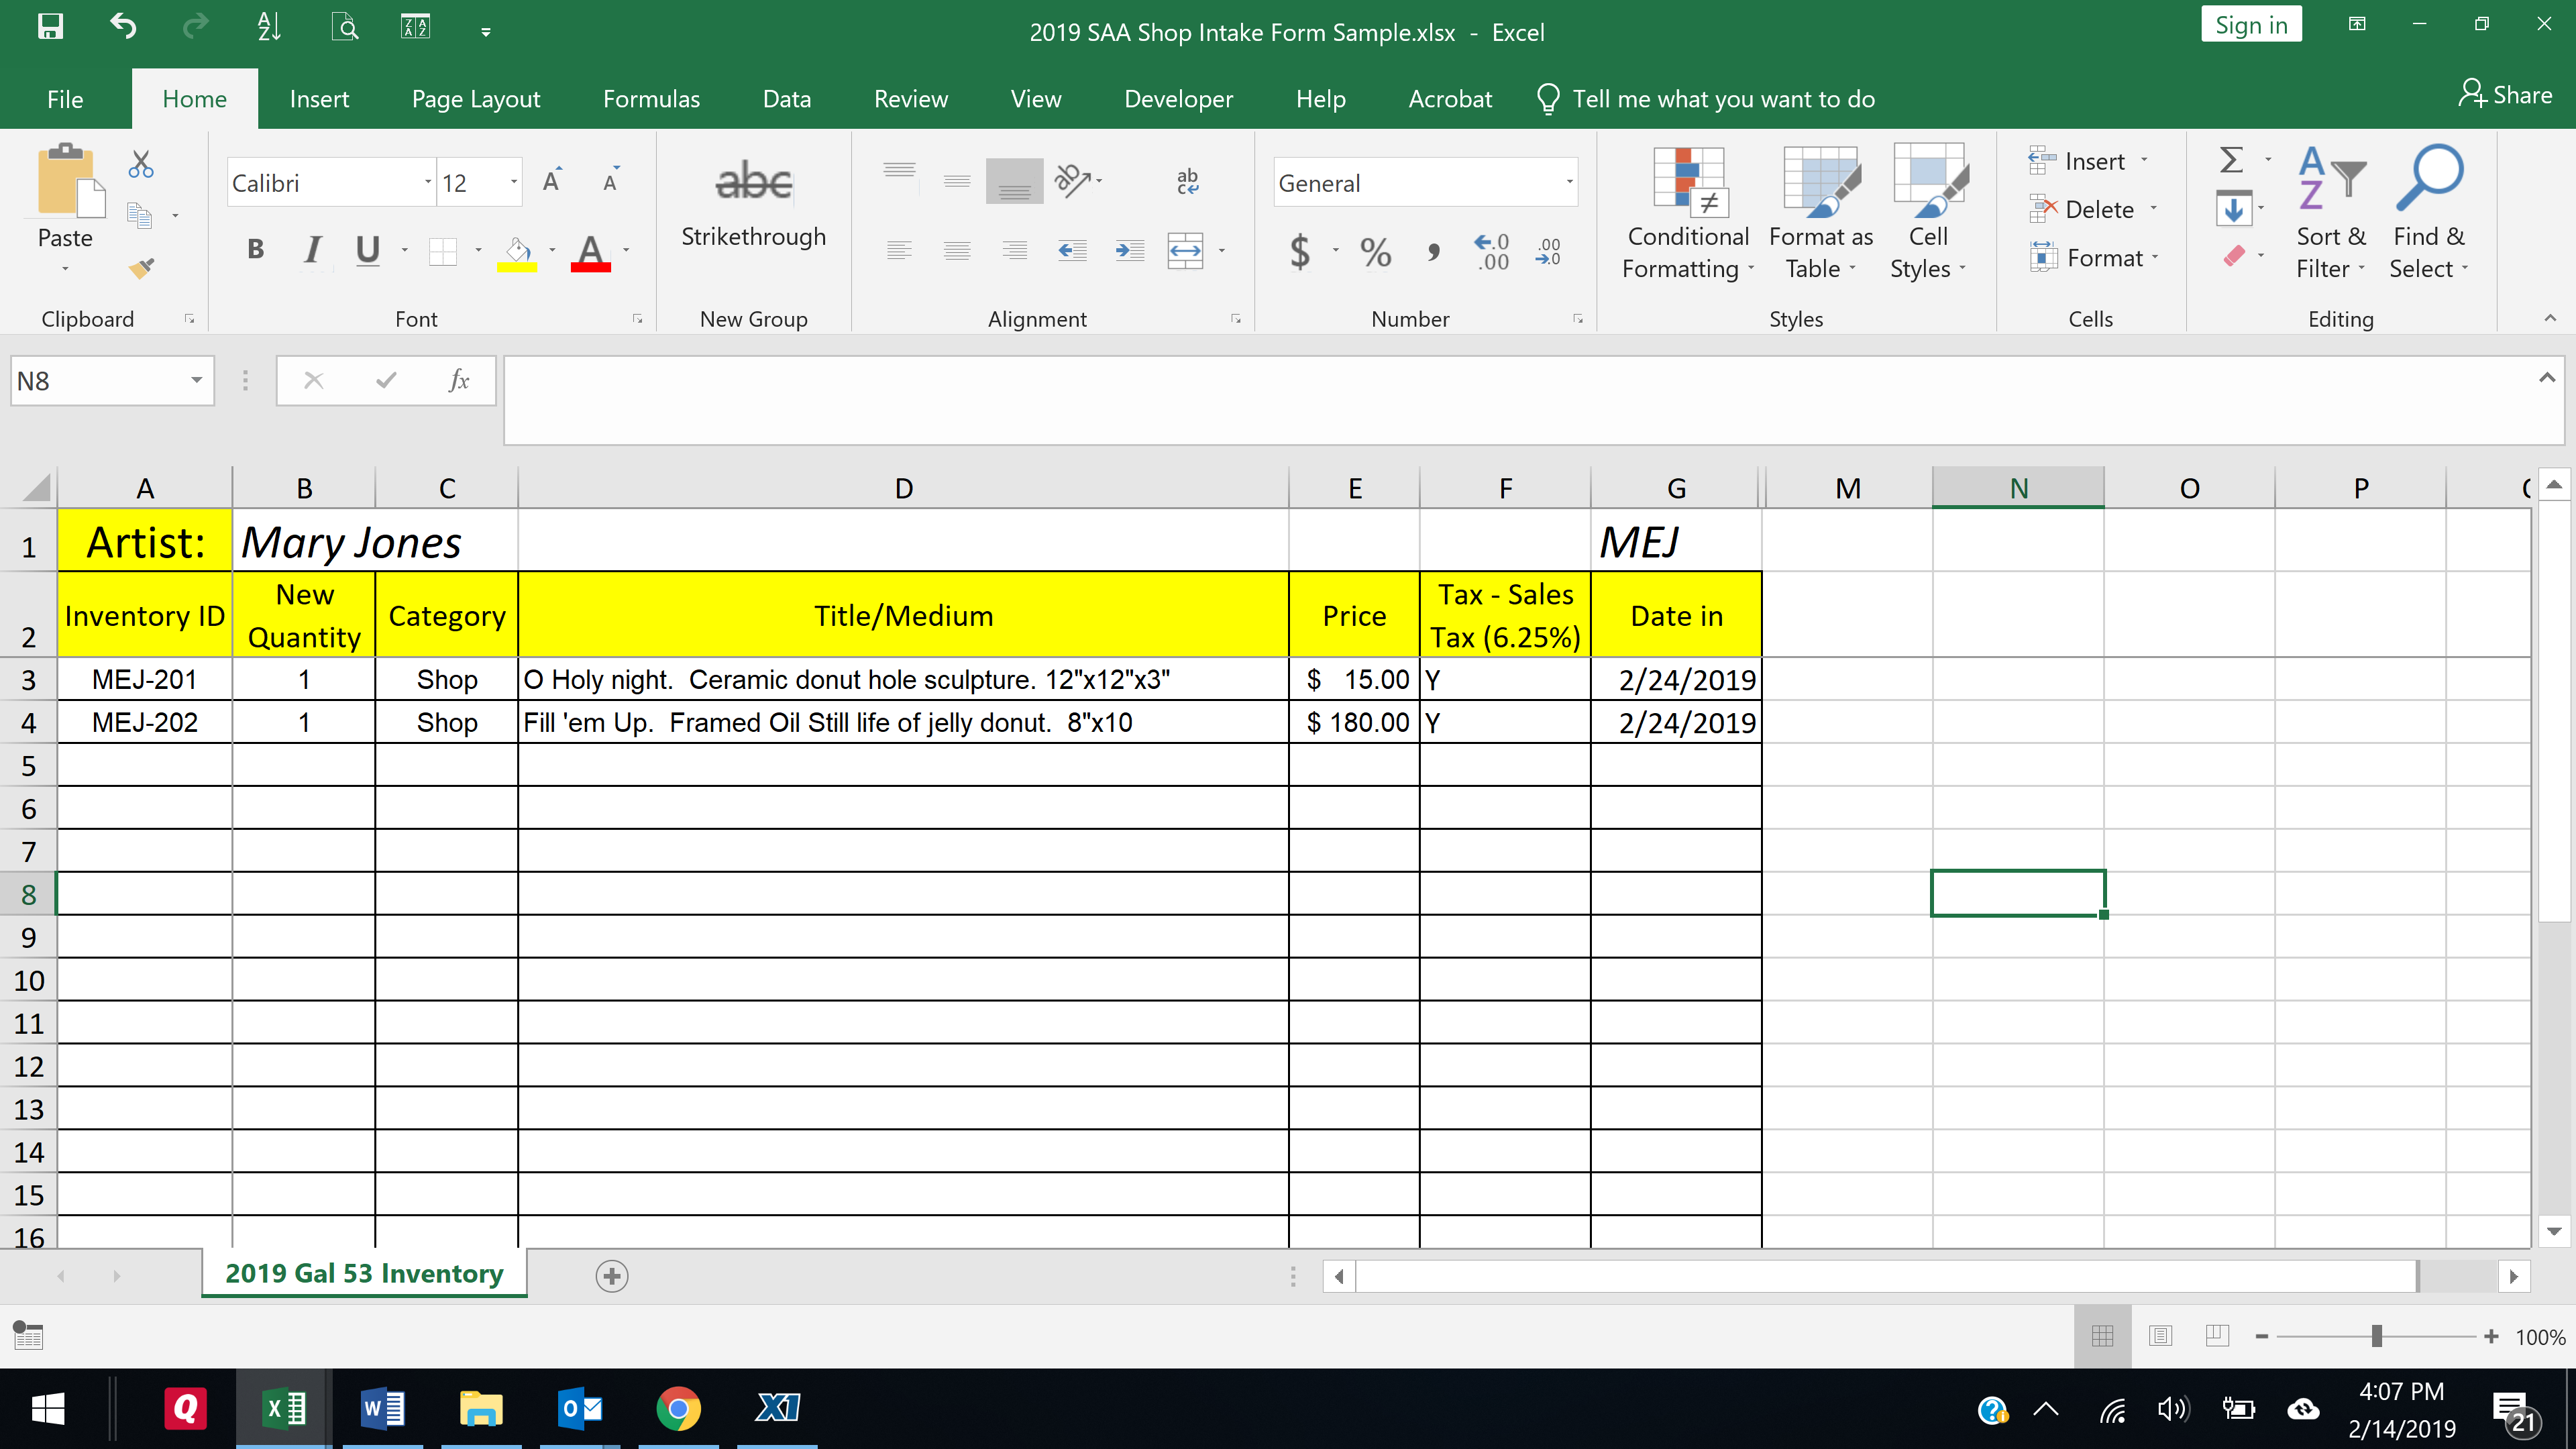 2019 SAA Shop Intake Form Sample.xlsx - Excel
Sign in
File Home Insert Page Layout Formulas Data Review View Developer Help Acrobat Tell me what you want to do Share
Paste
Calibri 12
abc
Strikethrough
ab
General
Conditional Formatting
Format as Table
Cell Styles
Insert
Delete
Format
Sort & Filter
Find & Select
Clipboard Font New Group Alignment Number Styles Cells Editing
N8 fx
A B C D E F G M N O P
1 Artist: Mary Jones MEJ
2 Inventory ID New Quantity Category Title/Medium Price Tax - Sales Tax (6.25%) Date in
3 MEJ-201 1 Shop O Holy night. Ceramic donut hole sculpture. 12"x12"x3" $ 15.00 Y 2/24/2019
4 MEJ-202 1 Shop Fill 'em Up. Framed Oil Still life of jelly donut. 8"x10 $ 180.00 Y 2/24/2019
5
6
7
8
9
10
11
12
13
14
15
16
2019 Gal 53 Inventory
100%
4:07 PM
2/14/2019
21